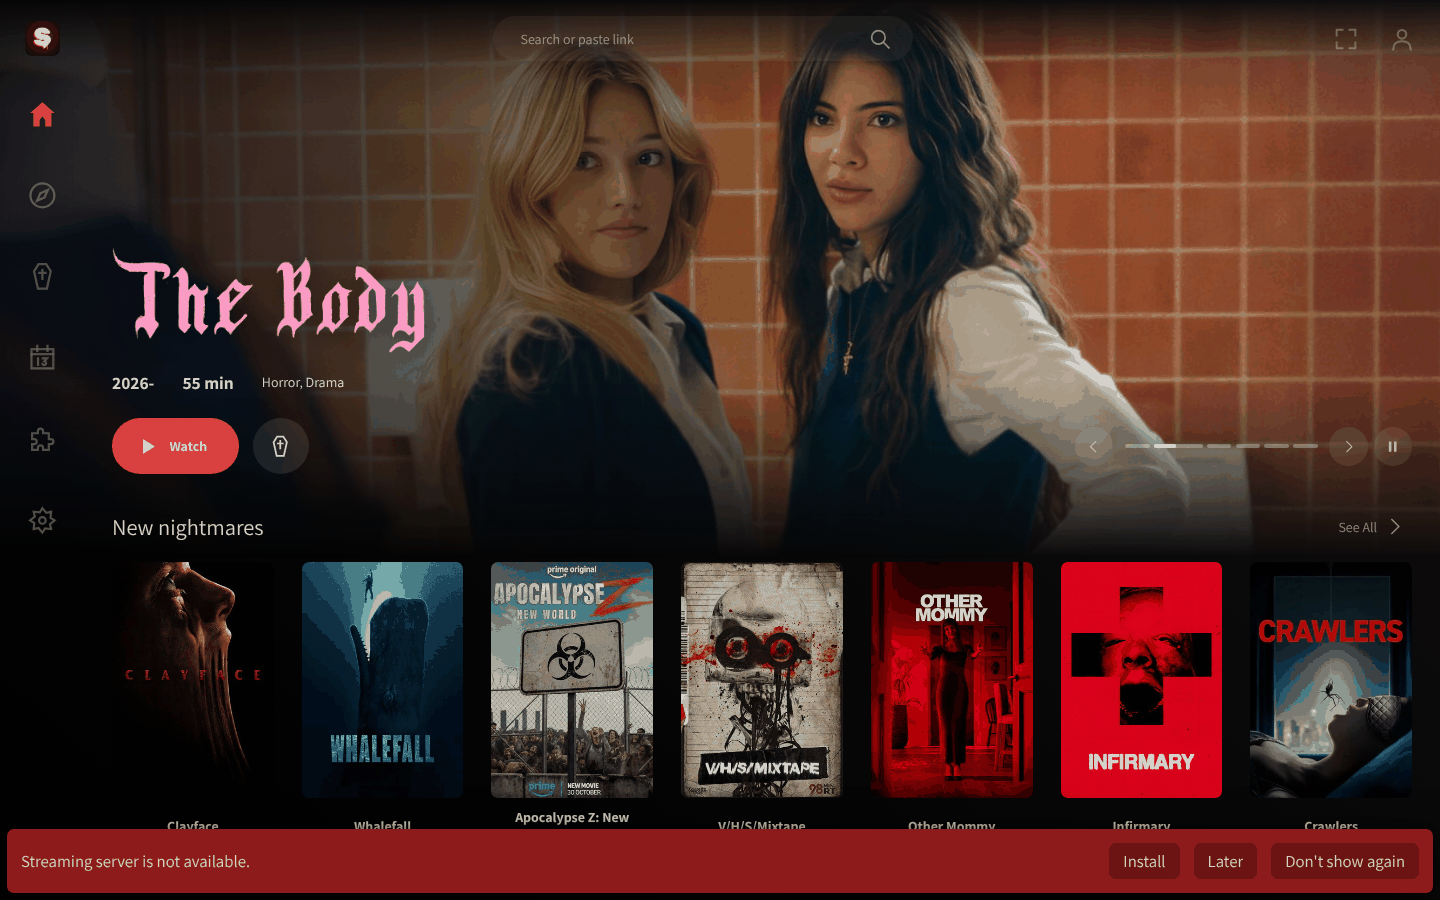 S
Search or paste link
13
The Body
2026-
55 min
Horror, Drama
Watch
New nightmares
See All
CLAYFACE
WHALEFALL
prime original
APOCALYPSE Z
NEW WORLD
prime
NEW MOVIE
30 OCTOBER
V/H/S/MIXTAPE
OTHER
MOMMY
INFIRMARY
CRAWLERS
Clayface
Whalefall
Apocalypse Z: New
V/H/S/Mixtape
Other Mommy
Infirmary
Crawlers
Streaming server is not available.
Install
Later
Don't show again